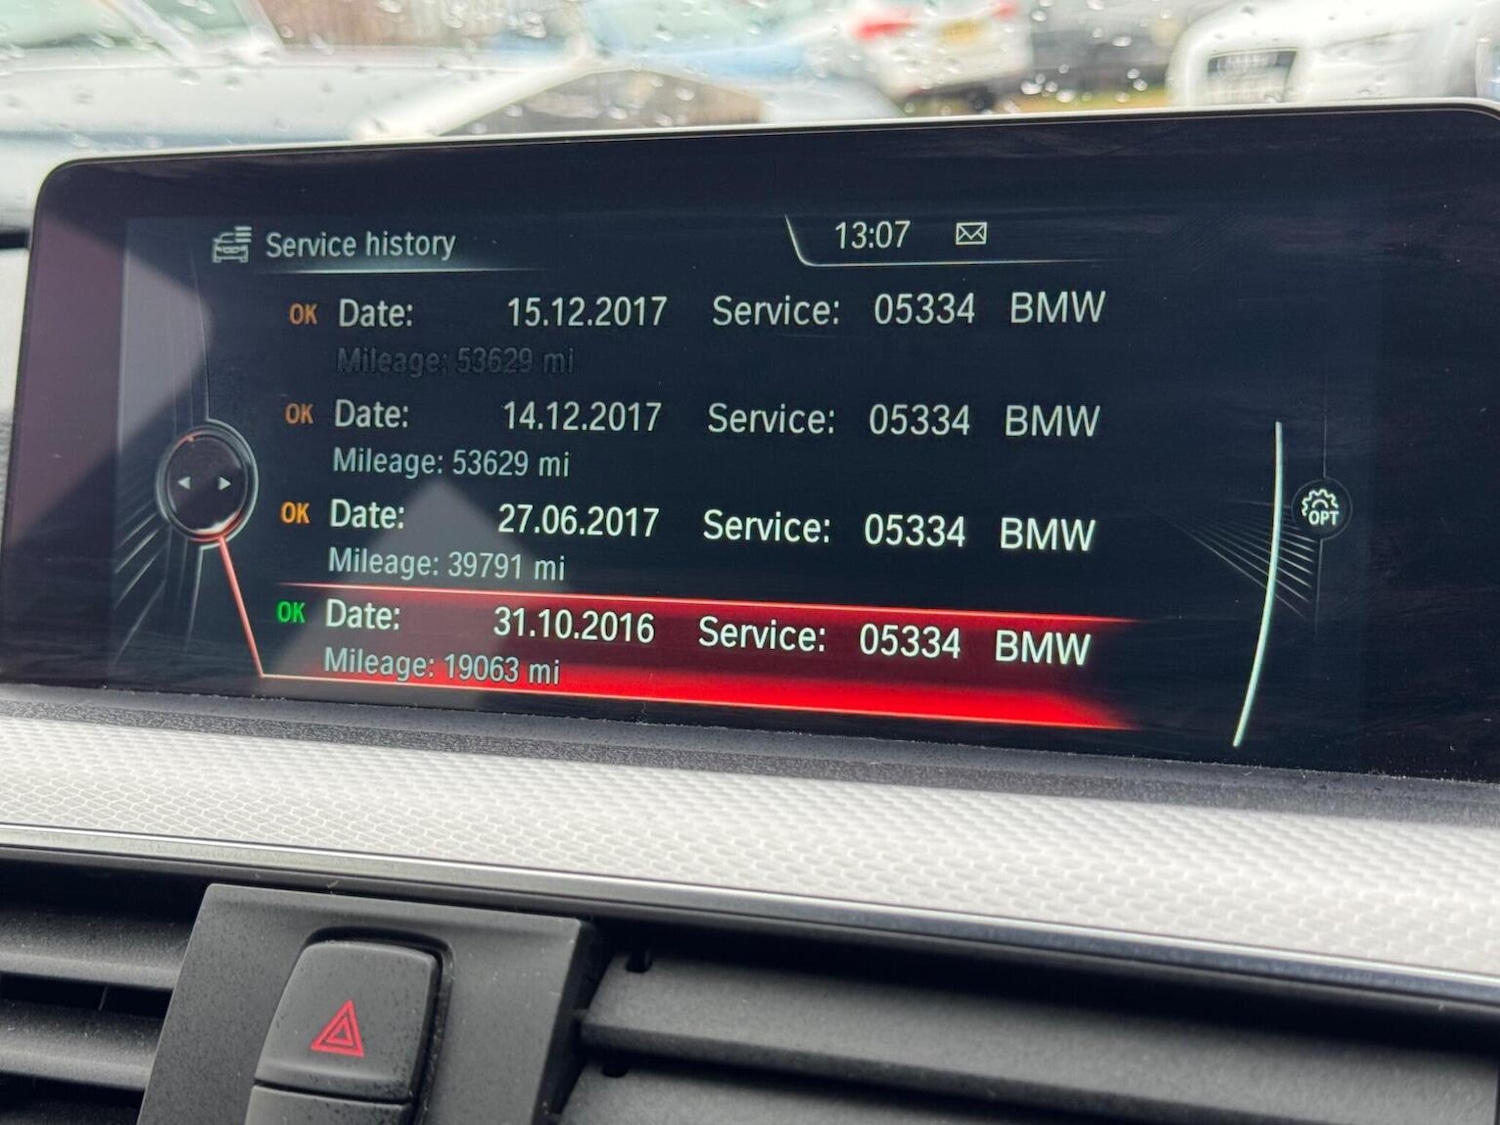 Service history
13:07
OK Date: 15.12.2017 Service: 05334 BMW
Mileage: 53629 mi
OK Date: 14.12.2017 Service: 05334 BMW
Mileage: 53629 mi
OK Date: 27.06.2017 Service: 05334 BMW
Mileage: 39791 mi
OK Date: 31.10.2016 Service: 05334 BMW
Mileage: 19063 mi
OPT